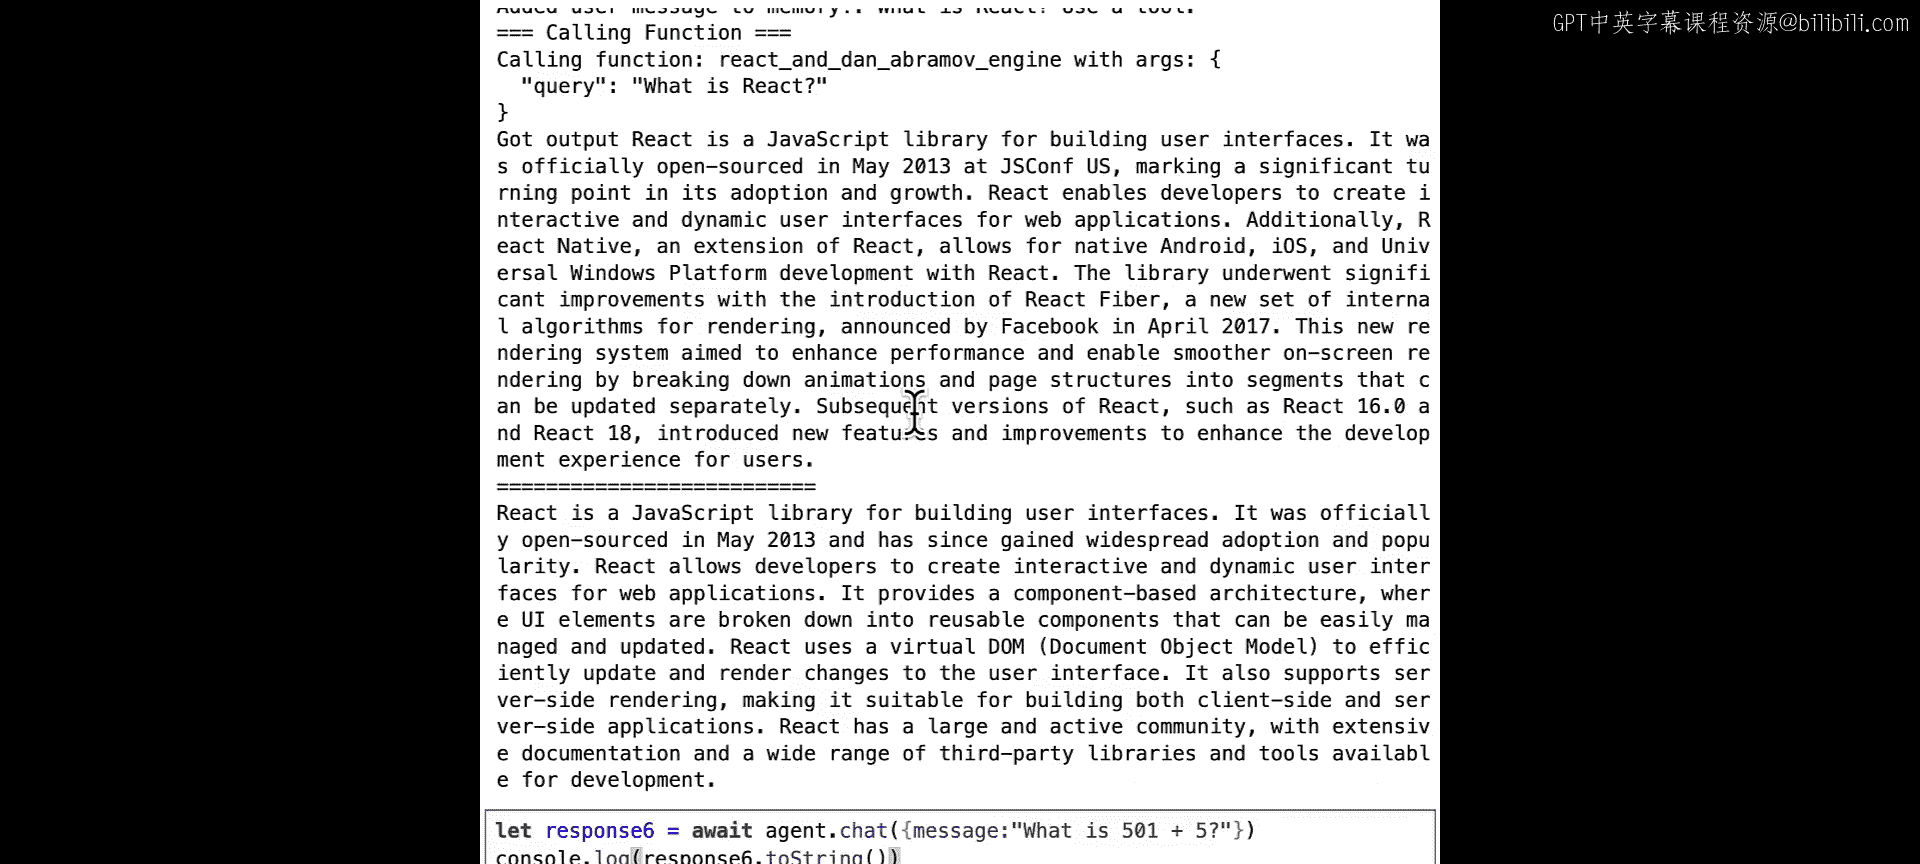 GPT中英字幕课程资源@bilibili.com
Added user message to memory!: What is React? Use a tool.
=== Calling Function ===
Calling function: react_and_dan_abramov_engine with args: {
  "query": "What is React?"
}
Got output React is a JavaScript library for building user interfaces. It wa
s officially open-sourced in May 2013 at JSConf US, marking a significant tu
rning point in its adoption and growth. React enables developers to create i
nteractive and dynamic user interfaces for web applications. Additionally, R
eact Native, an extension of React, allows for native Android, iOS, and Univ
ersal Windows Platform development with React. The library underwent signifi
cant improvements with the introduction of React Fiber, a new set of interna
l algorithms for rendering, announced by Facebook in April 2017. This new re
ndering system aimed to enhance performance and enable smoother on-screen re
ndering by breaking down animations and page structures into segments that c
an be updated separately. Subsequent versions of React, such as React 16.0 a
nd React 18, introduced new features and improvements to enhance the develop
ment experience for users.
==========================
React is a JavaScript library for building user interfaces. It was officiall
y open-sourced in May 2013 and has since gained widespread adoption and popu
larity. React allows developers to create interactive and dynamic user inter
faces for web applications. It provides a component-based architecture, wher
e UI elements are broken down into reusable components that can be easily ma
naged and updated. React uses a virtual DOM (Document Object Model) to effic
iently update and render changes to the user interface. It also supports ser
ver-side rendering, making it suitable for building both client-side and ser
ver-side applications. React has a large and active community, with extensiv
e documentation and a wide range of third-party libraries and tools availabl
e for development.
let response6 = await agent.chat({message:"What is 501 + 5?"})
console.log(response6.toString())